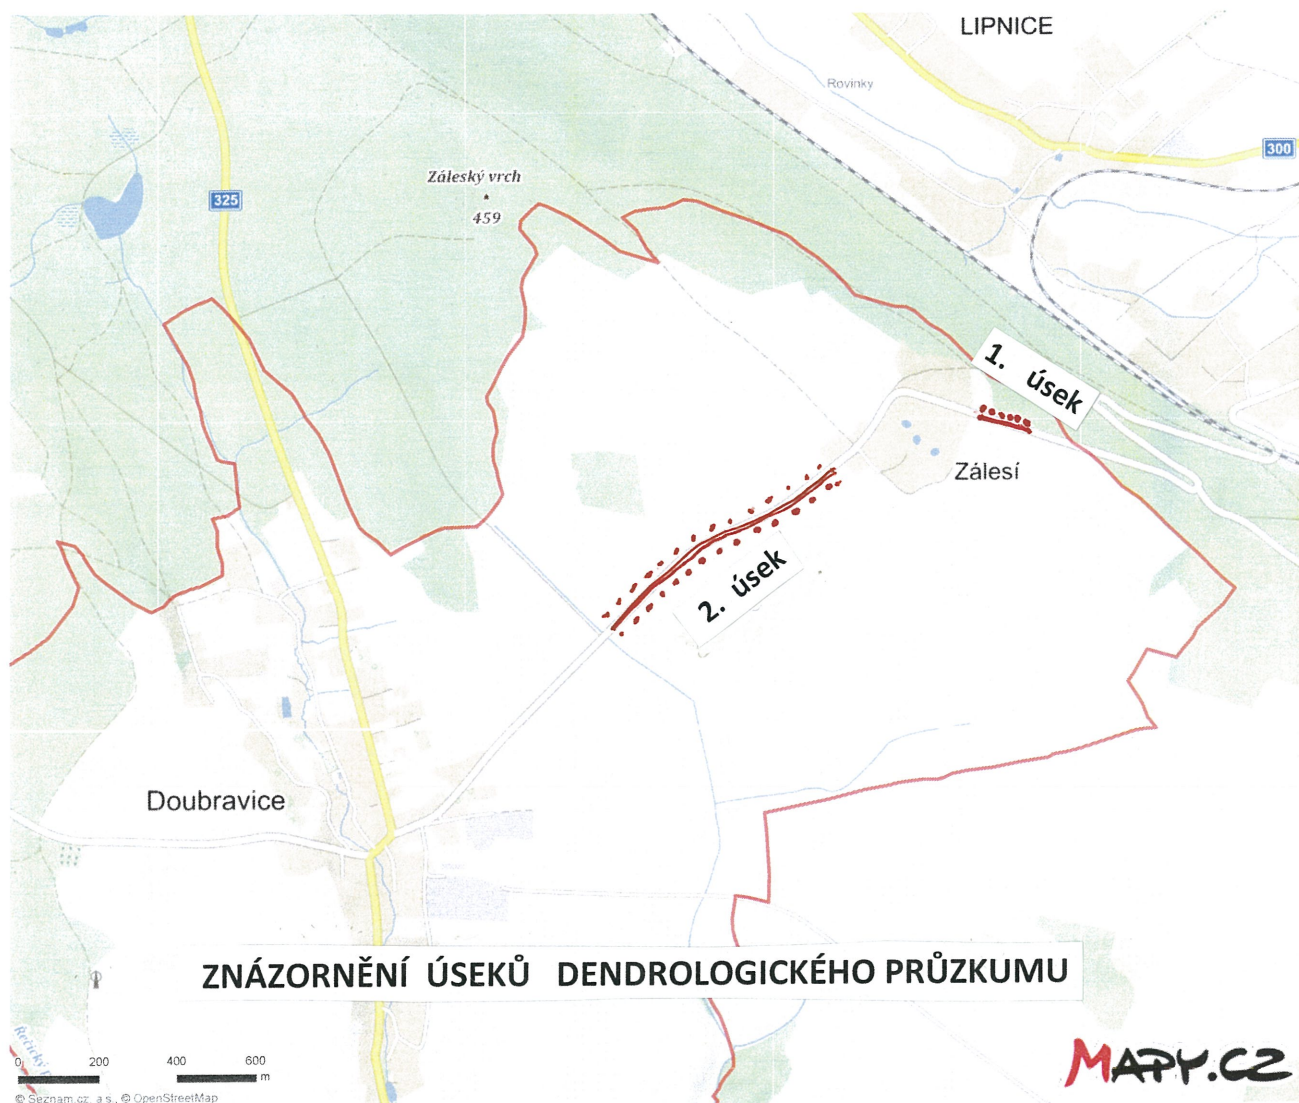 LIPNICE
Rovinky
300
Záleský vrch
459
325
1. úsek
Zálesí
2. úsek
Doubravice
ZNÁZORNĚNÍ ÚSEKŮ DENDROLOGICKÉHO PRŮZKUMU
Řečický
0 200 400 600
m
MAPY.CZ
© Seznam.cz, a.s., © OpenStreetMap